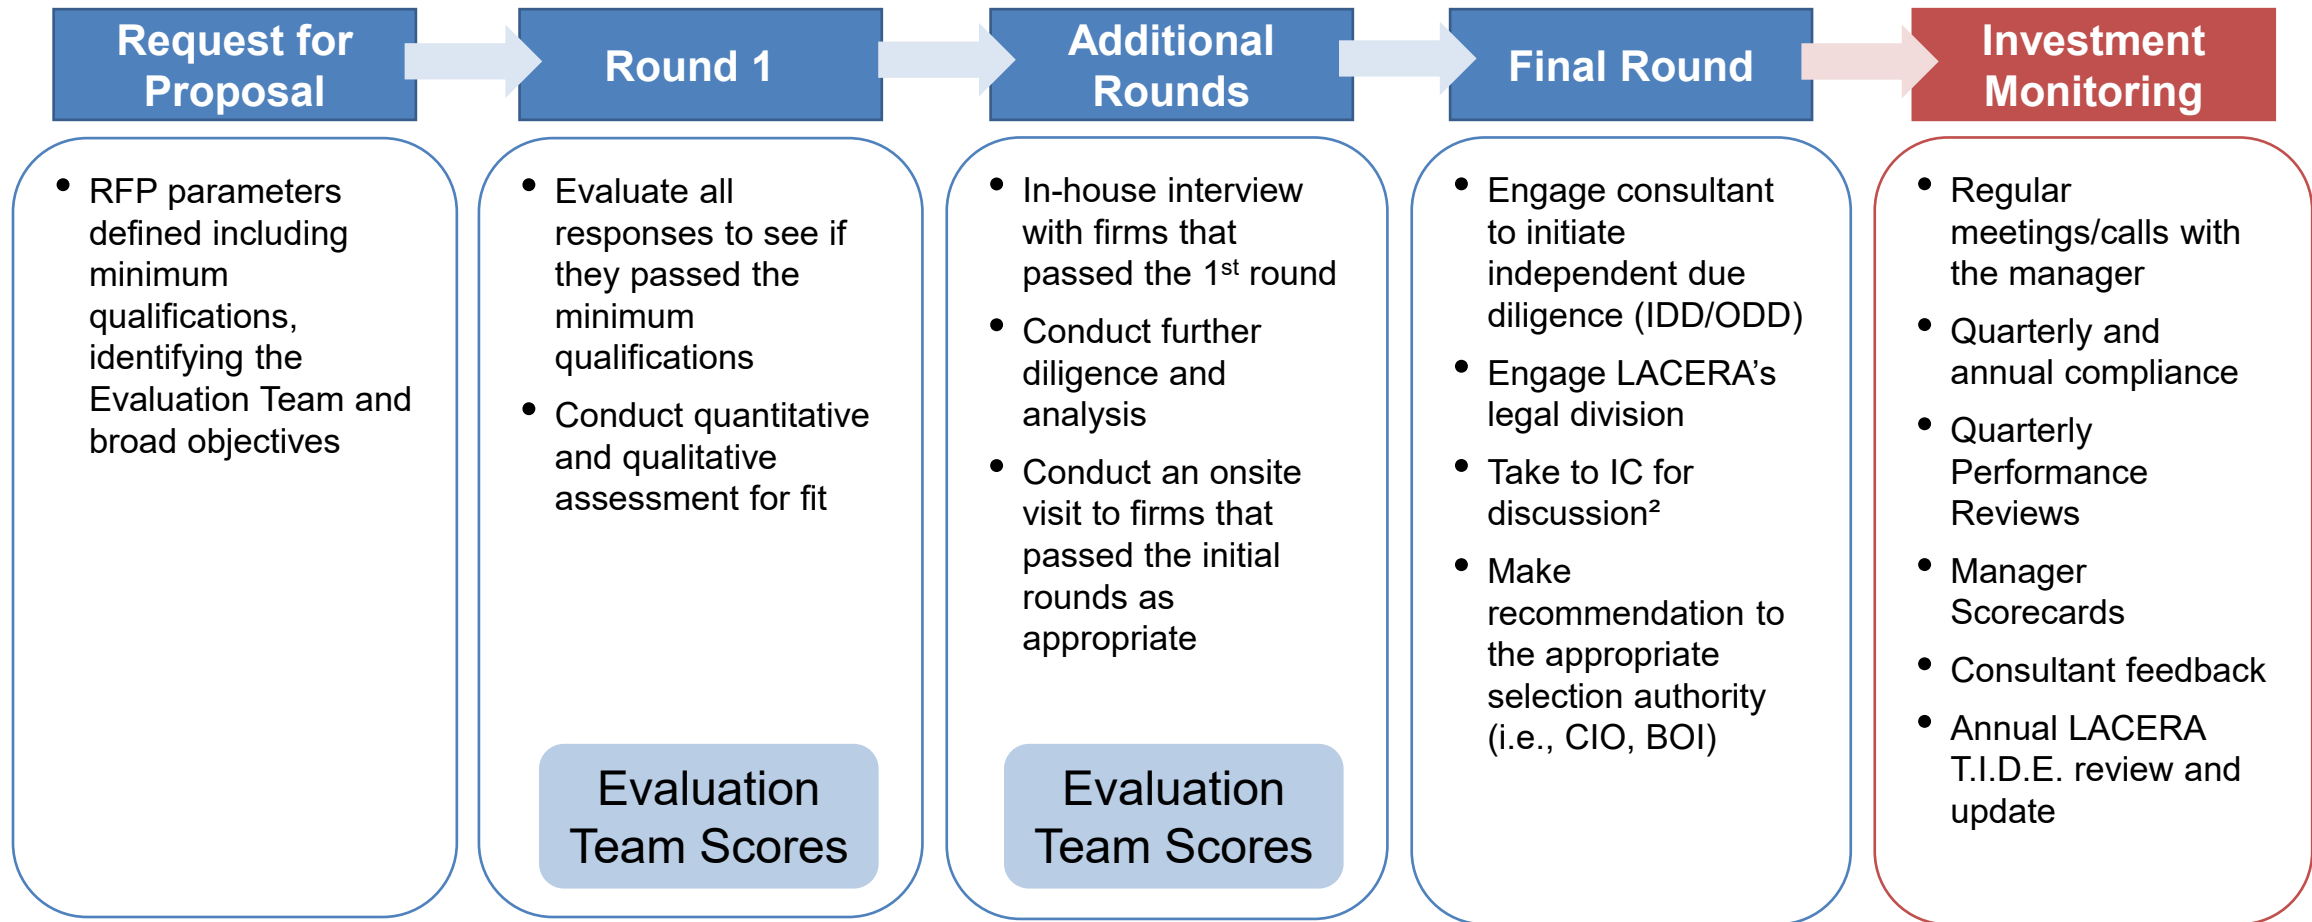 Request for
Proposal
Round 1
Additional
Rounds
Final Round
Investment
Monitoring
• RFP parameters
defined including
minimum
qualifications,
identifying the
Evaluation Team and
broad objectives
• Evaluate all
responses to see if
they passed the
minimum
qualifications
• Conduct quantitative
and qualitative
assessment for fit
Evaluation
Team Scores
• In-house interview
with firms that
passed the 1st round
• Conduct further
diligence and
analysis
• Conduct an onsite
visit to firms that
passed the initial
rounds as
appropriate
Evaluation
Team Scores
• Engage consultant
to initiate
independent due
diligence (IDD/ODD)
• Engage LACERA’s
legal division
• Take to IC for
discussion²
• Make
recommendation to
the appropriate
selection authority
(i.e., CIO, BOI)
• Regular
meetings/calls with
the manager
• Quarterly and
annual compliance
• Quarterly
Performance
Reviews
• Manager
Scorecards
• Consultant feedback
• Annual LACERA
T.I.D.E. review and
update